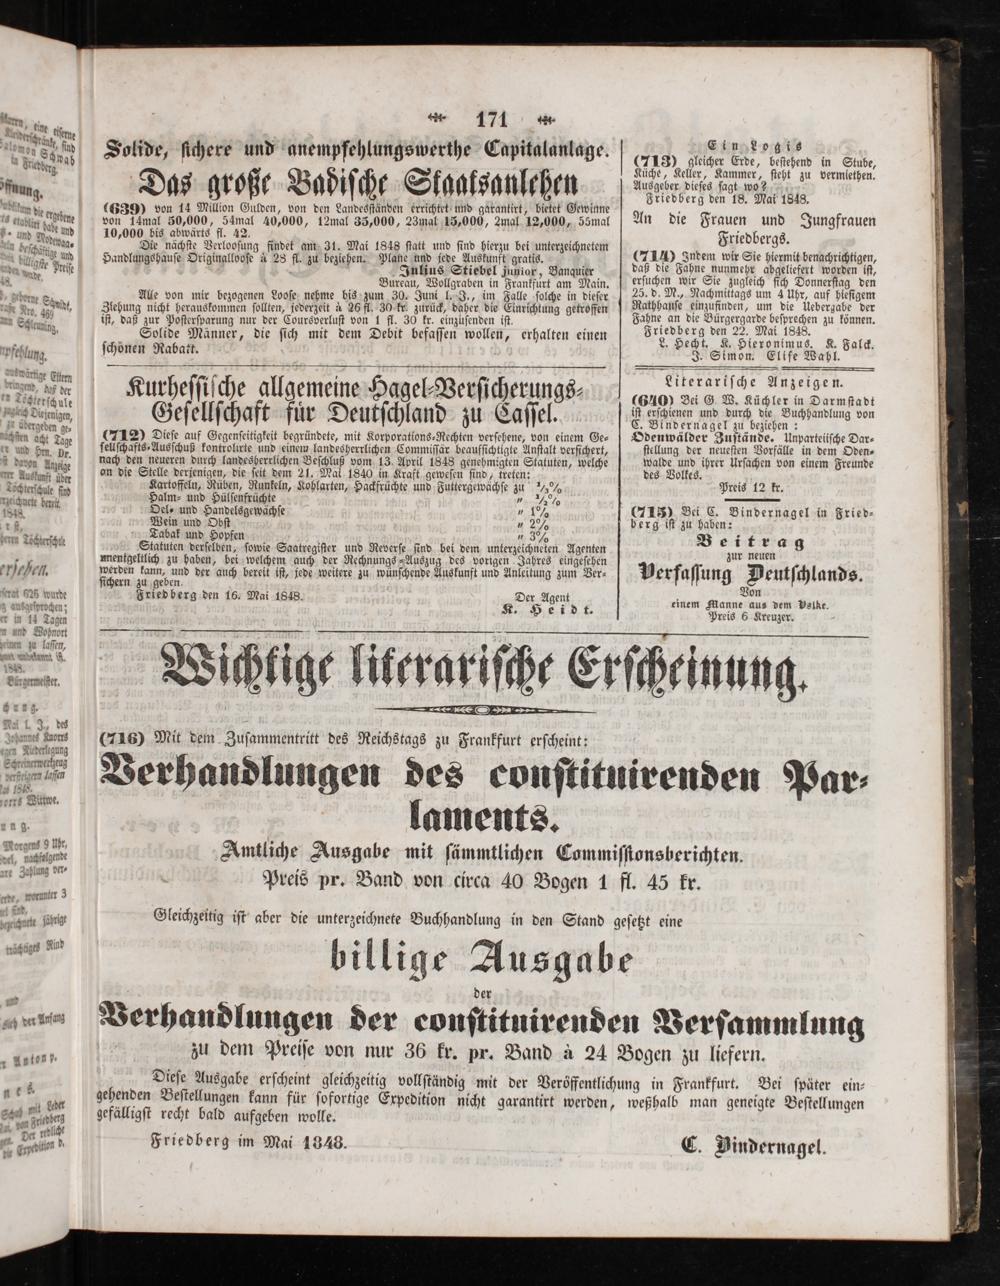 171
Solide, sichere und anempfehlungswerthe Capitalanlage.
Das große Badische Staatsanlehen
(639) von 14 Million Gulden, von den Landesständen errichtet und garantirt, bietet Gewinne
von 14mal 50,000, 54mal 40,000, 12mal 35,000, 23mal 15,000, 2mal 12,000, 55mal
10,000 bis abwärts fl. 42.
Die nächste Verloosung findet am 31. Mai 1848 statt und sind hierzu bei unterzeichnetem
Handlungshause Originalloose à 28 fl. zu beziehen. Plane und jede Auskunft gratis.
Julius Stiebel junior, Banquier
Bureau, Wollgraben in Frankfurt am Main.
Alle von mir bezogenen Loose nehme bis zum 30. Juni l. J., im Falle solche in dieser
Ziehung nicht herauskommen sollten, jederzeit à 26 fl. 30 kr. zurück, daher die Einrichtung getroffen
ist, daß zur Postersparung nur der Coursverlust von 1 fl. 30 kr. einzusenden ist.
Solide Männer, die sich mit dem Debit befassen wollen, erhalten einen
schönen Rabatt.
Kurhessische allgemeine Hagel-Versicherungs-
Gesellschaft für Deutschland zu Cassel.
(712) Diese auf Gegenseitigkeit begründete, mit Korporations-Rechten versehene, von einem Ge-
sellschafts-Ausschuß kontrolirte und einem landesherrlichen Commissär beaufsichtigte Anstalt versichert,
nach den neueren durch landesherrlichen Beschluß vom 13. April 1848 genehmigten Statuten, welche
an die Stelle derjenigen, die seit dem 21. Mai 1840 in Kraft gewesen sind, treten:
Kartoffeln, Rüben, Runkeln, Kohlarten, Hackfrüchte und Futtergewächse zu 1/3%
Halm- und Hülsenfrüchte " 1/2%
Oel- und Handelsgewächse " 1%
Wein und Obst " 2%
Tabak und Hopfen " 3%
Statuten derselben, sowie Saatregister und Reverse sind bei dem unterzeichneten Agenten
unentgeltlich zu haben, bei welchem auch der Rechnungs-Auszug des vorigen Jahres eingesehen
werden kann, und der auch bereit ist, jede weitere zu wünschende Auskunft und Anleitung zum Ver-
sichern zu geben.
Friedberg den 16. Mai 1848.
Der Agent
K. Heidt.
Ein Logis
(713) gleicher Erde, bestehend in Stube,
Küche, Keller, Kammer, steht zu vermiethen.
Ausgeber dieses sagt wo?
Friedberg den 18. Mai 1848.
An die Frauen und Jungfrauen
Friedbergs.
(714) Indem wir Sie hiermit benachrichtigen,
daß die Fahne nunmehr abgeliefert worden ist,
ersuchen wir Sie zugleich sich Donnerstag den
25. d. M., Nachmittags um 4 Uhr, auf hiesigem
Rathhause einzufinden, um die Uebergabe der
Fahne an die Bürgergarde besprechen zu können.
Friedberg den 22. Mai 1848.
L. Hecht. K. Hieronimus. K. Falck.
J. Simon. Elise Wahl.
Literarische Anzeigen.
(640) Bei G. W. Küchler in Darmstadt
ist erschienen und durch die Buchhandlung von
C. Bindernagel zu beziehen:
Odenwälder Zustände. Unparteiische Dar-
stellung der neuesten Vorfälle in dem Oden-
walde und ihrer Ursachen von einem Freunde
des Volkes.
Preis 12 kr.
(715) Bei C. Bindernagel in Fried-
berg ist zu haben:
Beitrag
zur neuen
Verfassung Deutschlands.
Von
einem Manne aus dem Volke.
Preis 6 Kreuzer.
Wichtige literarische Erscheinung.
(716) Mit dem Zusammentritt des Reichstags zu Frankfurt erscheint:
Verhandlungen des constituirenden Par-
laments.
Amtliche Ausgabe mit sämmtlichen Commissionsberichten.
Preis pr. Band von circa 40 Bogen 1 fl. 45 kr.
Gleichzeitig ist aber die unterzeichnete Buchhandlung in den Stand gesetzt eine
billige Ausgabe
der
Verhandlungen der constituirenden Versammlung
zu dem Preise von nur 36 kr. pr. Band à 24 Bogen zu liefern.
Diese Ausgabe erscheint gleichzeitig vollständig mit der Veröffentlichung in Frankfurt. Bei später ein-
gehenden Bestellungen kann für sofortige Expedition nicht garantirt werden, weßhalb man geneigte Bestellungen
gefälligst recht bald aufgeben wolle.
Friedberg im Mai 1848.
C. Bindernagel.